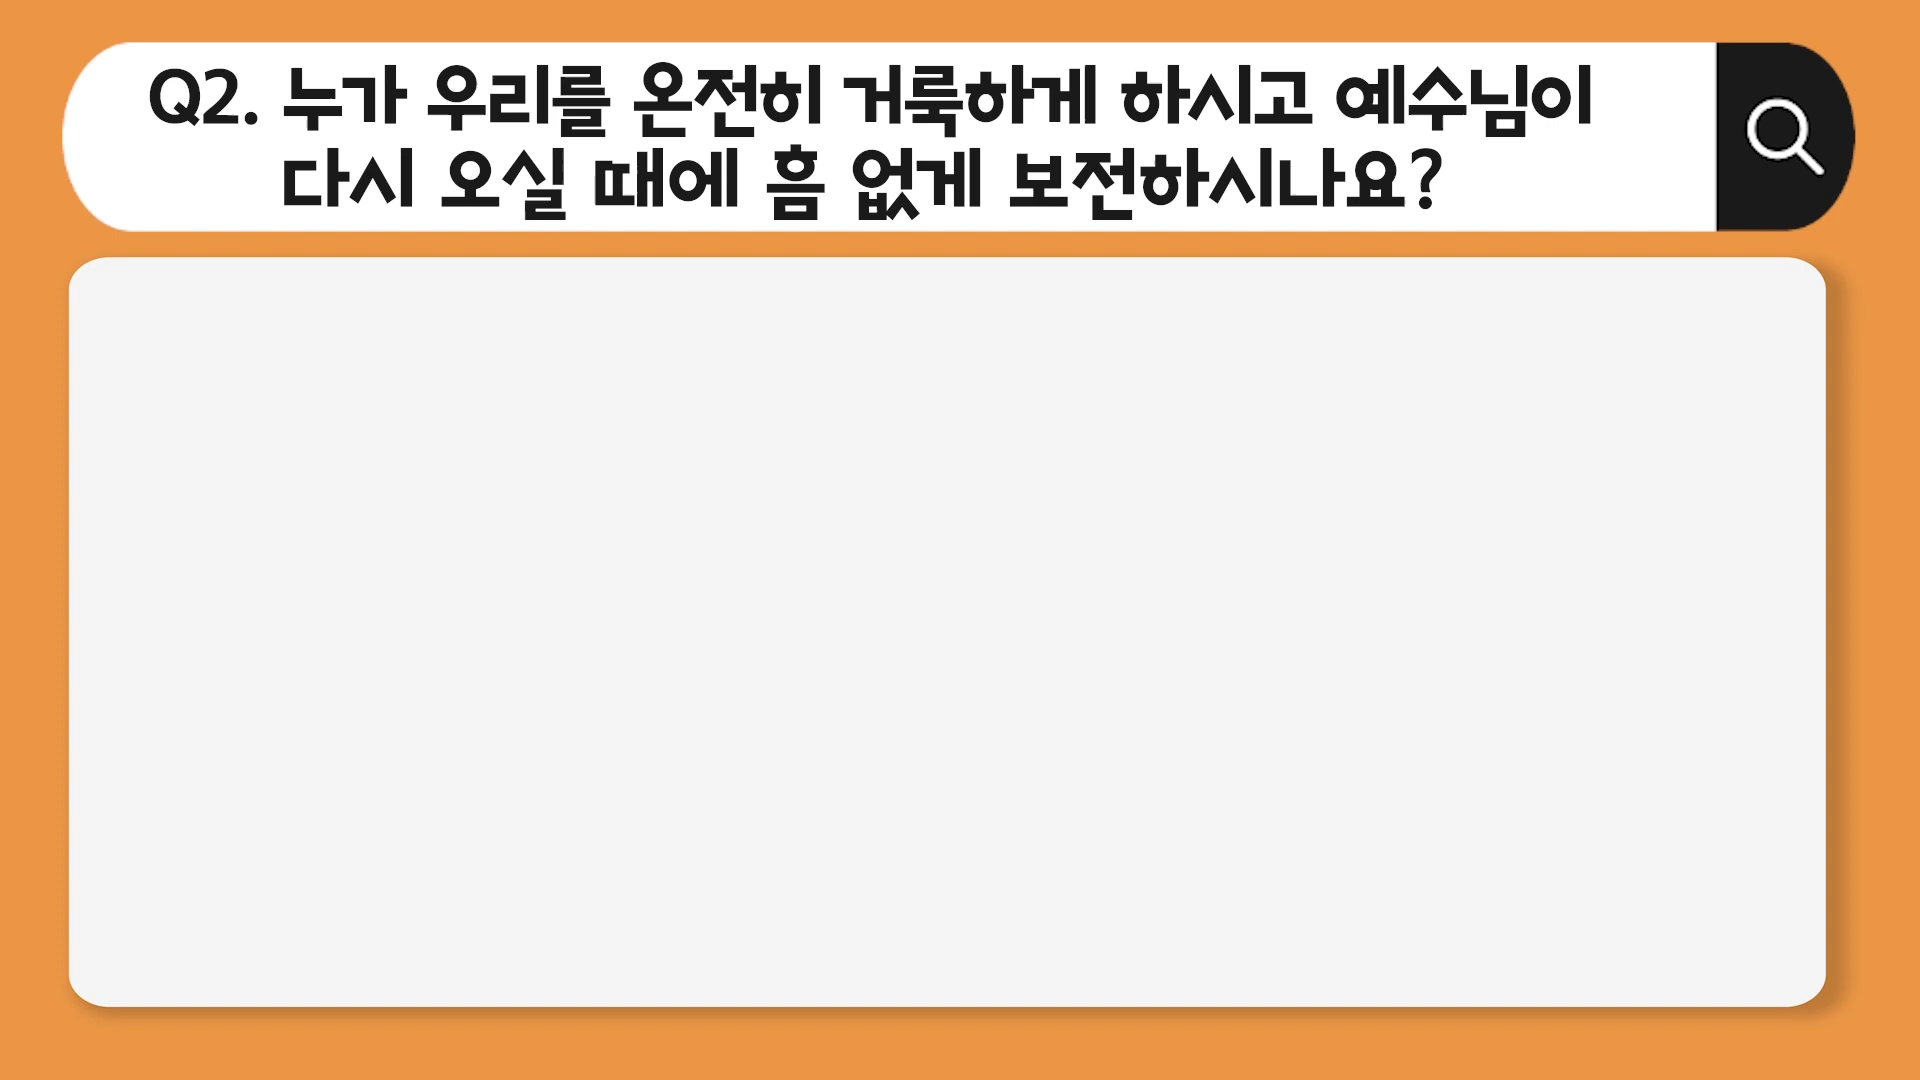 Q2. 누가 우리를 온전히 거룩하게 하시고 예수님이
다시 오실 때에 흠 없게 보전하시나요?